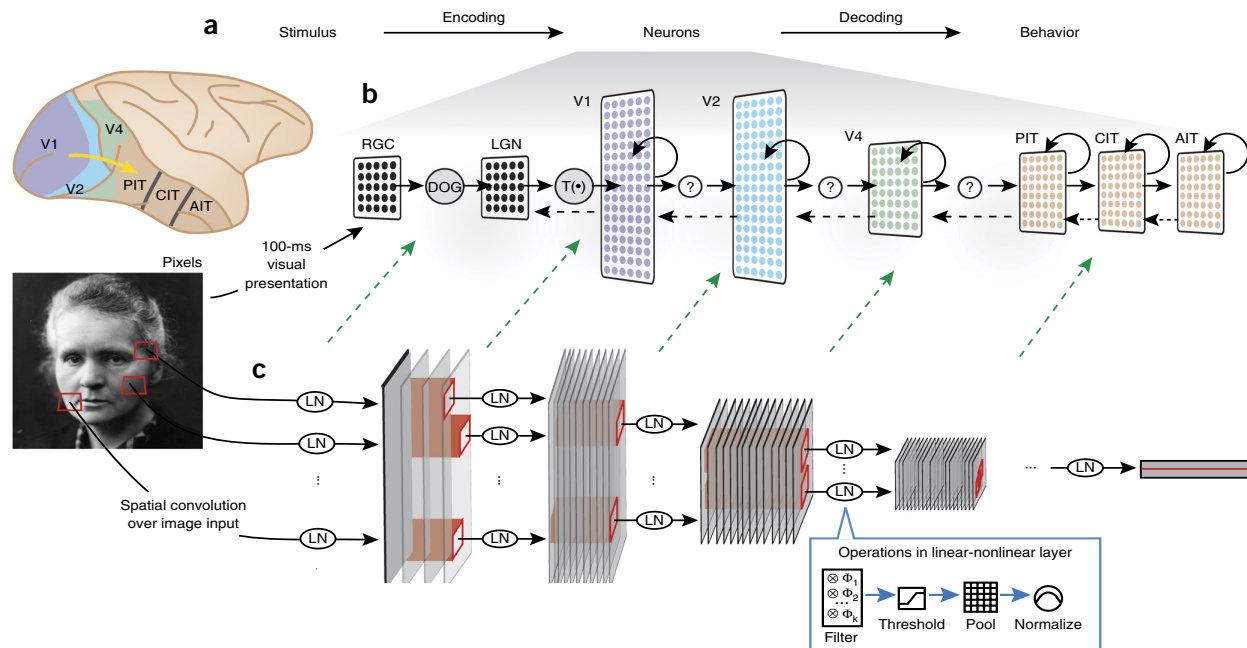 a
Stimulus
Encoding
Neurons
Decoding
Behavior
V1
V2
V4
PIT
CIT
AIT
b
RGC
DOG
LGN
T(•)
V1
?
V2
?
V4
?
PIT
CIT
AIT
100-ms
visual
presentation
Pixels
c
LN
LN
LN
LN
LN
LN
LN
LN
LN
LN
LN
...
LN
Spatial convolution
over image input
Operations in linear-nonlinear layer
⊗ Φ1
⊗ Φ2
...
⊗ Φk
Filter
Threshold
Pool
Normalize